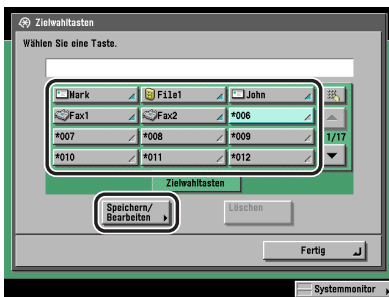 Zielwahltasten
Wählen Sie eine Taste.
Mark File1 John
Fax1 Fax2 *006
*007 *008 *009 1/17
*010 *011 *012
Zielwahltasten
Speichern/ Löschen
Bearbeiten
Fertig
Systemmonitor